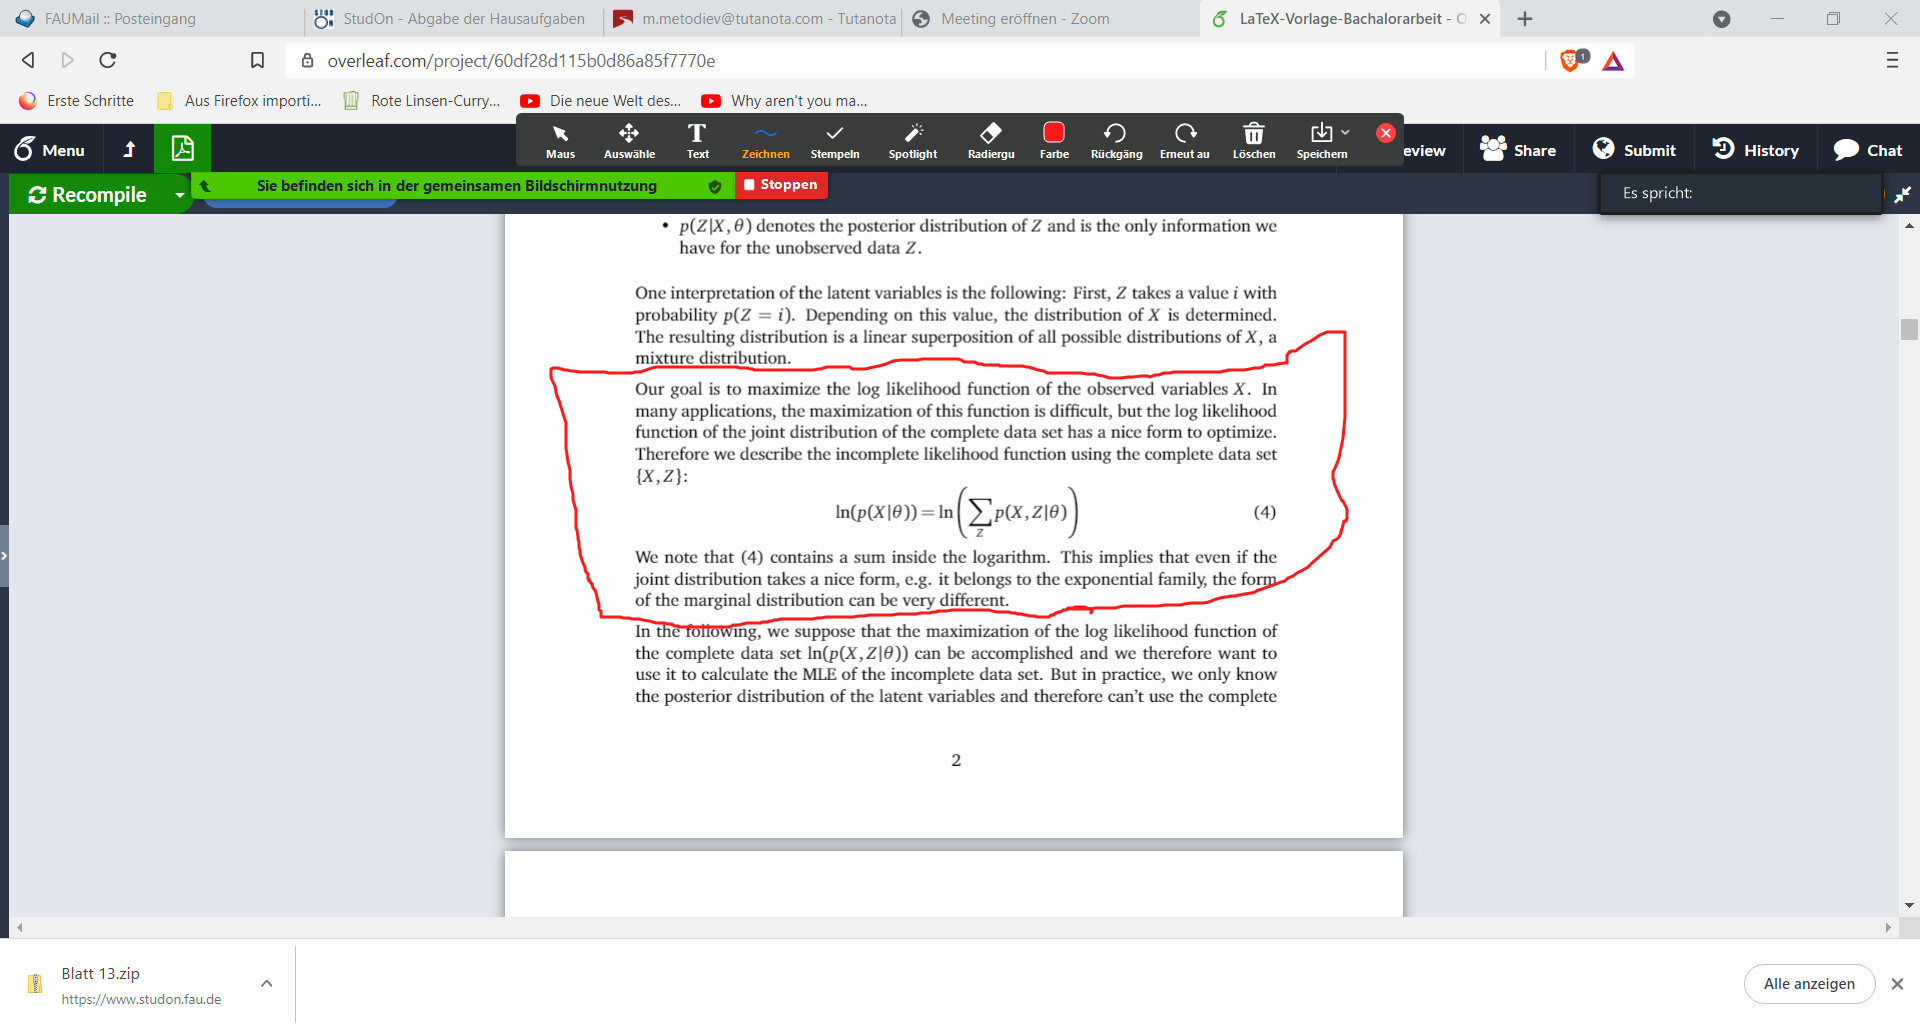 FAUMail :: Posteingang
StudOn - Abgabe der Hausaufgaben
m.metodiev@tutanota.com - Tutanota
Meeting eröffnen - Zoom
LaTeX-Vorlage-Bachalorarbeit - O
overleaf.com/project/60df28d115b0d86a85f7770e
1
Erste Schritte
Aus Firefox importi...
Rote Linsen-Curry...
Die neue Welt des...
Why aren't you ma...
Menu
Maus
Auswähle
T
Text
Zeichnen
Stempeln
Spotlight
Radiergu
Farbe
Rückgäng
Erneut au
Löschen
Speichern
eview
Share
Submit
History
Chat
Recompile
Sie befinden sich in der gemeinsamen Bildschirmnutzung
Stoppen
Es spricht:
• p(Z|X,θ) denotes the posterior distribution of Z and is the only information we
have for the unobserved data Z.
One interpretation of the latent variables is the following: First, Z takes a value i with
probability p(Z = i). Depending on this value, the distribution of X is determined.
The resulting distribution is a linear superposition of all possible distributions of X, a
mixture distribution.
Our goal is to maximize the log likelihood function of the observed variables X. In
many applications, the maximization of this function is difficult, but the log likelihood
function of the joint distribution of the complete data set has a nice form to optimize.
Therefore we describe the incomplete likelihood function using the complete data set
{X,Z}:
ln(p(X|θ)) = ln(∑_Z p(X,Z|θ)) (4)
We note that (4) contains a sum inside the logarithm. This implies that even if the
joint distribution takes a nice form, e.g. it belongs to the exponential family, the form
of the marginal distribution can be very different.
In the following, we suppose that the maximization of the log likelihood function of
the complete data set ln(p(X,Z|θ)) can be accomplished and we therefore want to
use it to calculate the MLE of the incomplete data set. But in practice, we only know
the posterior distribution of the latent variables and therefore can't use the complete
2
Blatt 13.zip
https://www.studon.fau.de
Alle anzeigen